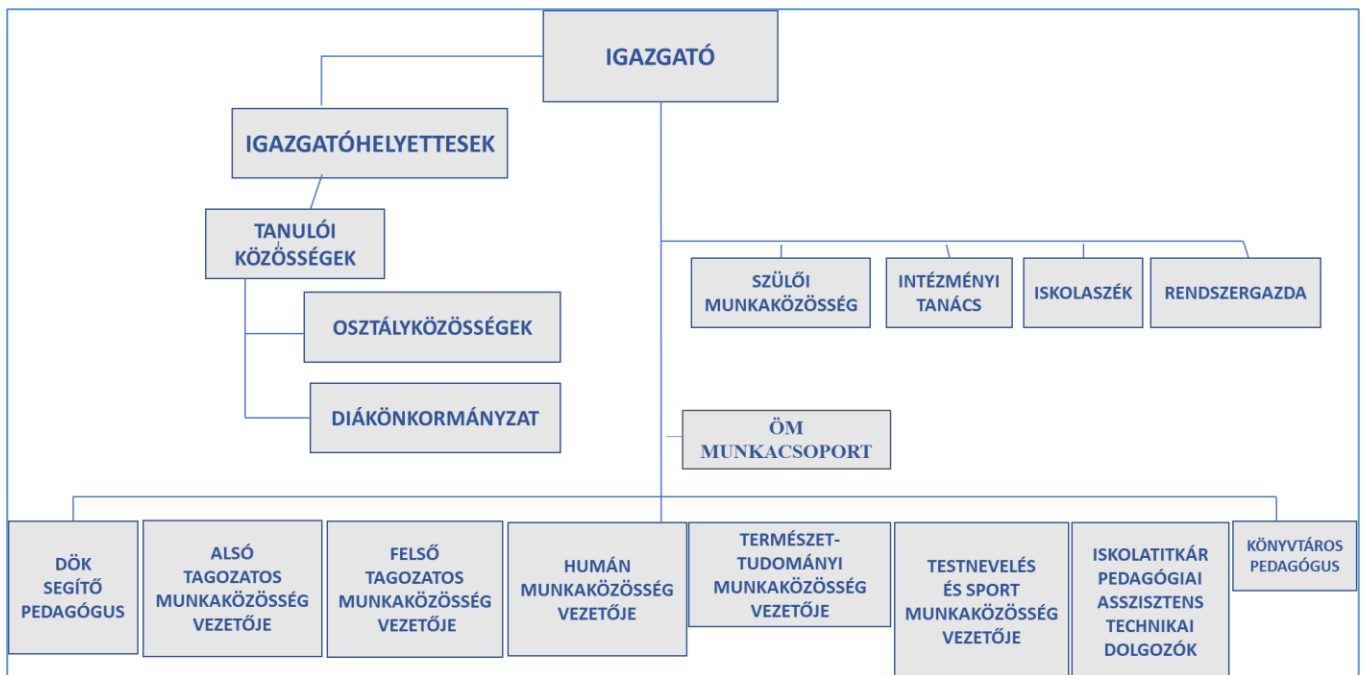 IGAZGATÓ
IGAZGATÓHELYETTESEK
TANULÓI
KÖZÖSSÉGEK
OSZTÁLYKÖZÖSSÉGEK
DIÁKÖNKORMÁNYZAT
SZÜLŐI
MUNKAKÖZÖSSÉG
INTÉZMÉNYI
TANÁCS
ISKOLASZÉK
RENDSZERGAZDA
ÖM
MUNKACSOPORT
DÖK
SEGÍTŐ
PEDAGÓGUS
ALSÓ
TAGOZATOS
MUNKAKÖZÖSSÉG
VEZETŐJE
FELSŐ
TAGOZATOS
MUNKAKÖZÖSSÉG
VEZETŐJE
HUMÁN
MUNKAKÖZÖSSÉG
VEZETŐJE
TERMÉSZET-
TUDOMÁNYI
MUNKAKÖZÖSSÉG
VEZETŐJE
TESTNEVELÉS
ÉS SPORT
MUNKAKÖZÖSSÉG
VEZETŐJE
ISKOLATITKÁR
PEDAGÓGIAI
ASSZISZTENS
TECHNIKAI
DOLGOZÓK
KÖNYVTÁROS
PEDAGÓGUS